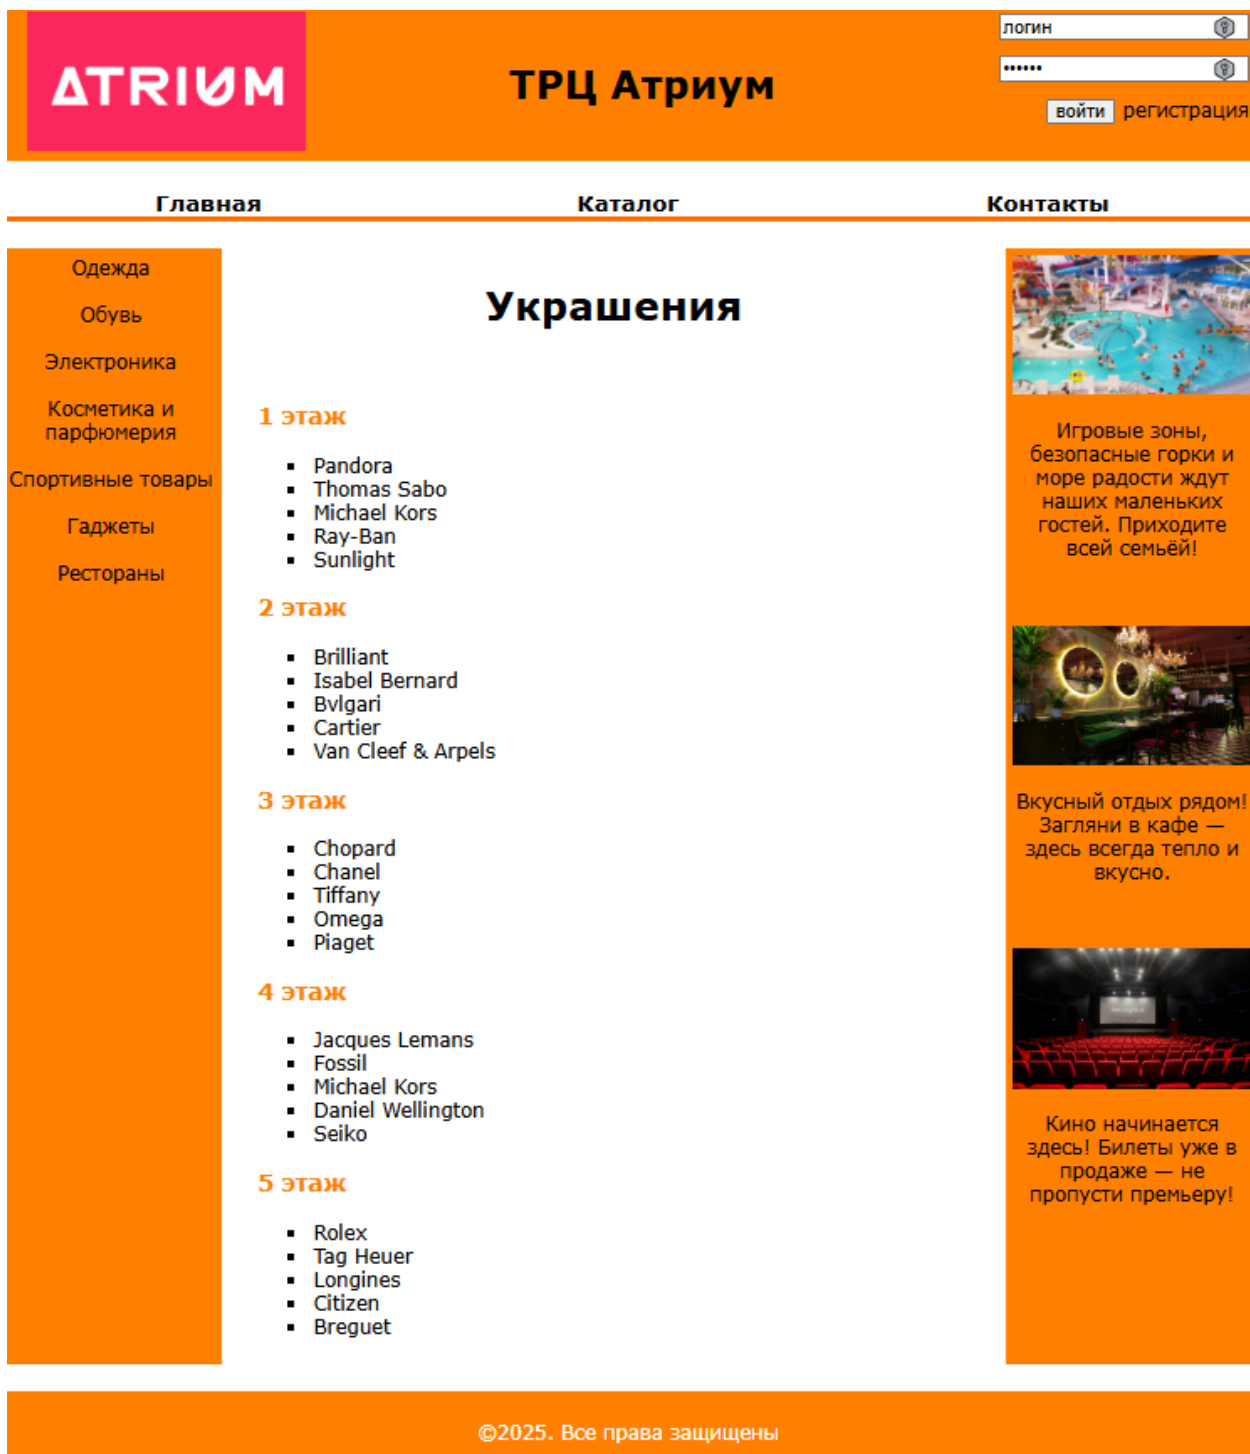 ATRIUM
ТРЦ Атриум
логин
••••••
войти регистрация
Главная Каталог Контакты
Одежда
Обувь
Электроника
Косметика и
парфюмерия
Спортивные товары
Гаджеты
Рестораны
Украшения
1 этаж
Pandora
Thomas Sabo
Michael Kors
Ray-Ban
Sunlight
2 этаж
Brilliant
Isabel Bernard
Bvlgari
Cartier
Van Cleef & Arpels
3 этаж
Chopard
Chanel
Tiffany
Omega
Piaget
4 этаж
Jacques Lemans
Fossil
Michael Kors
Daniel Wellington
Seiko
5 этаж
Rolex
Tag Heuer
Longines
Citizen
Breguet
Игровые зоны,
безопасные горки и
море радости ждут
наших маленьких
гостей. Приходите
всей семьёй!
Вкусный отдых рядом!
Загляни в кафе —
здесь всегда тепло и
вкусно.
Кино начинается
здесь! Билеты уже в
продаже — не
пропусти премьеру!
©2025. Все права защищены